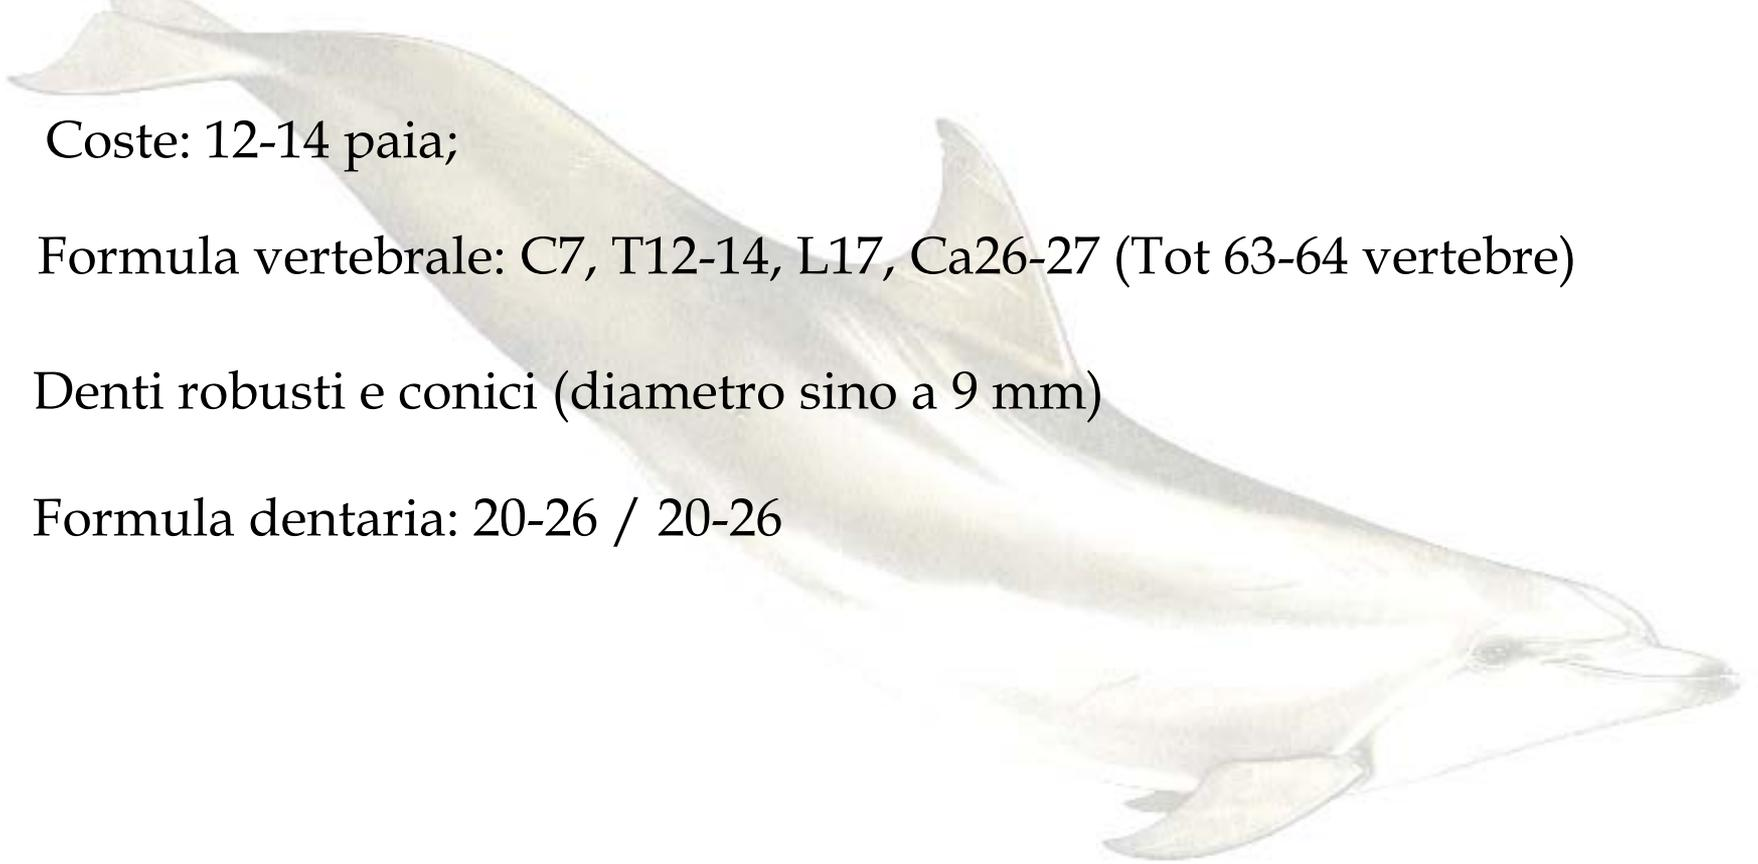 Coste: 12-14 paia;
Formula vertebrale: C7, T12-14, L17, Ca26-27 (Tot 63-64 vertebre)
Denti robusti e conici (diametro sino a 9 mm)
Formula dentaria: 20-26 / 20-26